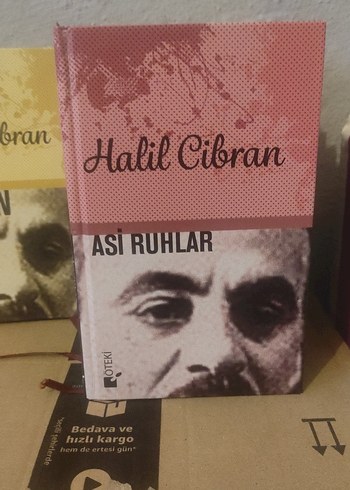 bran
N
Halil Cibran
ASİ RUHLAR
ÖTEKİ
Bedava ve
hızlı kargo
hem de ertesi gün*